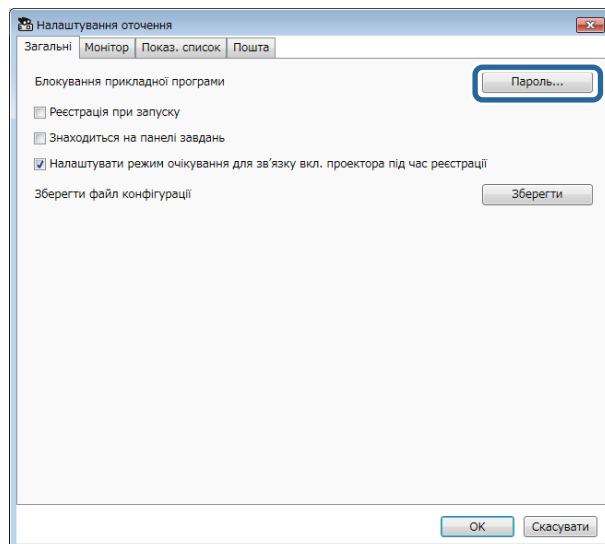 Налаштування оточення
Загальні Монітор Показ. список Пошта
Блокування прикладної програми Пароль...
Реєстрація при запуску
Знаходиться на панелі завдань
Налаштувати режим очікування для зв'язку вкл. проектора під час реєстрації
Зберегти файл конфігурації Зберегти
OK Скасувати